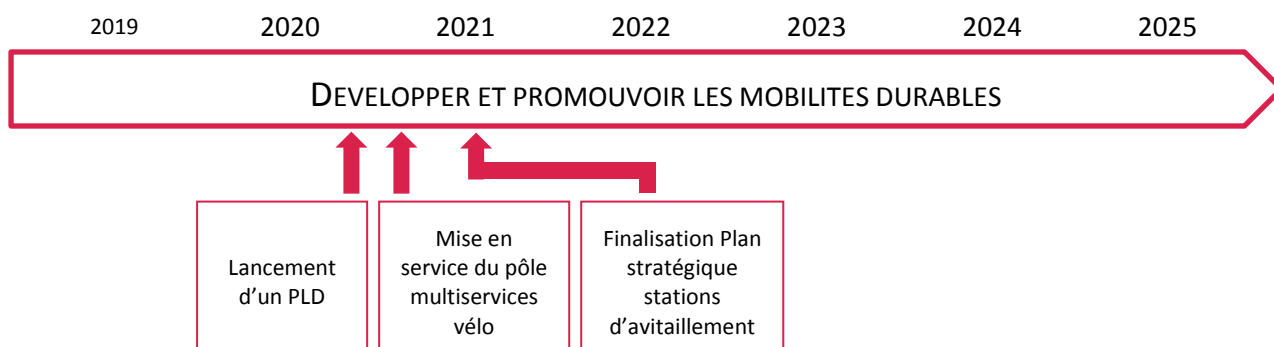 2019 2020 2021 2022 2023 2024 2025
DEVELOPPER ET PROMOUVOIR LES MOBILITES DURABLES
Lancement
d’un PLD
Mise en
service du pôle
multiservices
vélo
Finalisation Plan
stratégique
stations
d’avitaillement